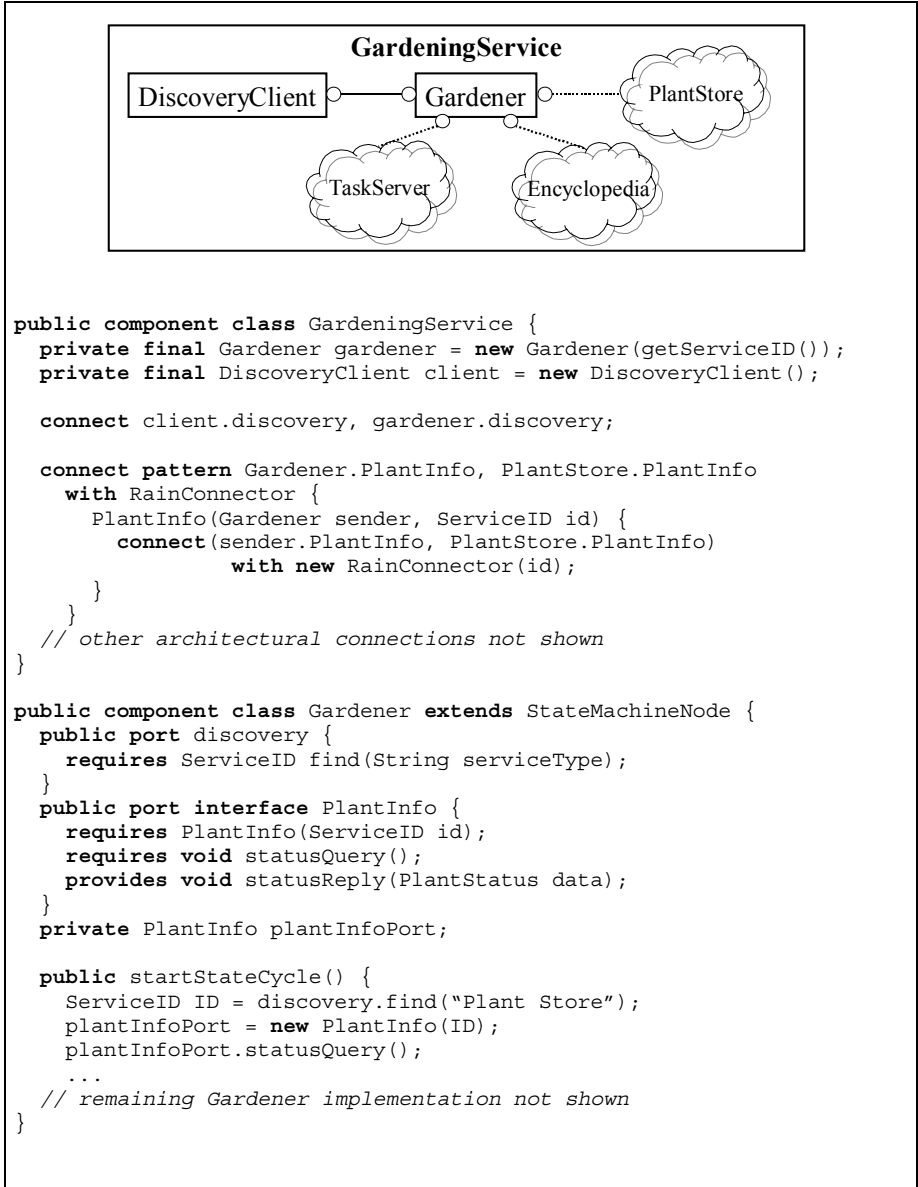 GardeningService
DiscoveryClient
Gardener
PlantStore
TaskServer
Encyclopedia
public component class GardeningService {
  private final Gardener gardener = new Gardener(getServiceID());
  private final DiscoveryClient client = new DiscoveryClient();
  connect client.discovery, gardener.discovery;
  connect pattern Gardener.PlantInfo, PlantStore.PlantInfo
    with RainConnector {
      PlantInfo(Gardener sender, ServiceID id) {
        connect(sender.PlantInfo, PlantStore.PlantInfo)
                with new RainConnector(id);
      }
    }
  // other architectural connections not shown
}
public component class Gardener extends StateMachineNode {
  public port discovery {
    requires ServiceID find(String serviceType);
  }
  public port interface PlantInfo {
    requires PlantInfo(ServiceID id);
    requires void statusQuery();
    provides void statusReply(PlantStatus data);
  }
  private PlantInfo plantInfoPort;
  public startStateCycle() {
    ServiceID ID = discovery.find(“Plant Store”);
    plantInfoPort = new PlantInfo(ID);
    plantInfoPort.statusQuery();
    ...
  // remaining Gardener implementation not shown
}